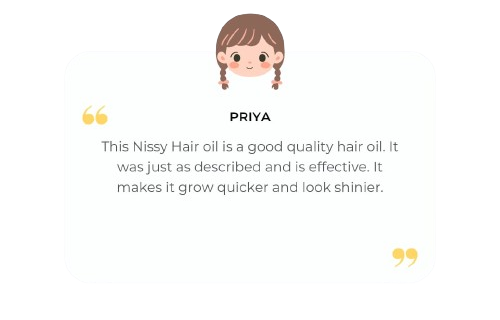 PRIYA
This Nissy Hair oil is a good quality hair oil. It
was just as described and is effective. It
makes it grow quicker and look shinier.